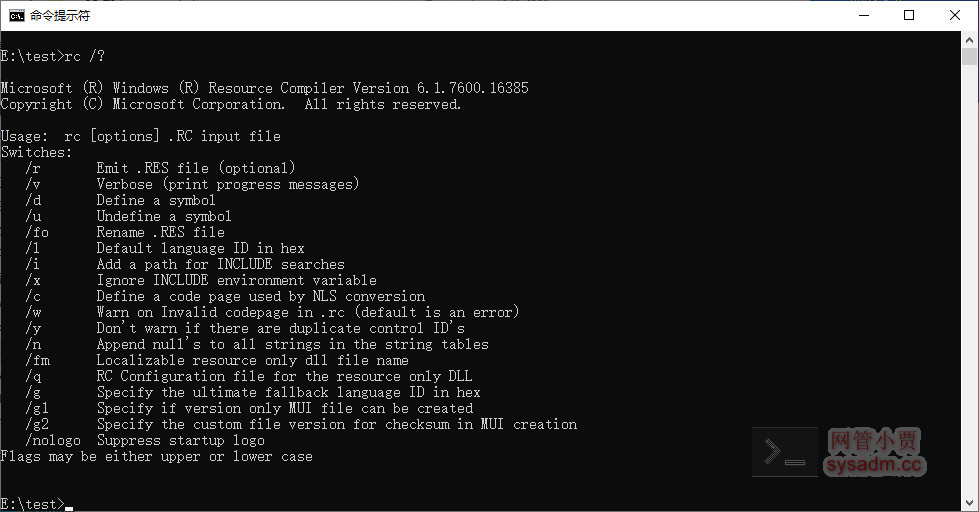 命令提示符
E:\test>rc /?
Microsoft (R) Windows (R) Resource Compiler Version 6.1.7600.16385
Copyright (C) Microsoft Corporation.  All rights reserved.
Usage:  rc [options] .RC input file
Switches:
   /r       Emit .RES file (optional)
   /v       Verbose (print progress messages)
   /d       Define a symbol
   /u       Undefine a symbol
   /fo      Rename .RES file
   /l       Default language ID in hex
   /i       Add a path for INCLUDE searches
   /x       Ignore INCLUDE environment variable
   /c       Define a code page used by NLS conversion
   /w       Warn on Invalid codepage in .rc (default is an error)
   /y       Don't warn if there are duplicate control ID's
   /n       Append null's to all strings in the string tables
   /fm      Localizable resource only dll file name
   /q       RC Configuration file for the resource only DLL
   /g       Specify the ultimate fallback language ID in hex
   /g1      Specify if version only MUI file can be created
   /g2      Specify the custom file version for checksum in MUI creation
   /nologo  Suppress startup logo
Flags may be either upper or lower case
E:\test>
网管小贾
sysadm.cc